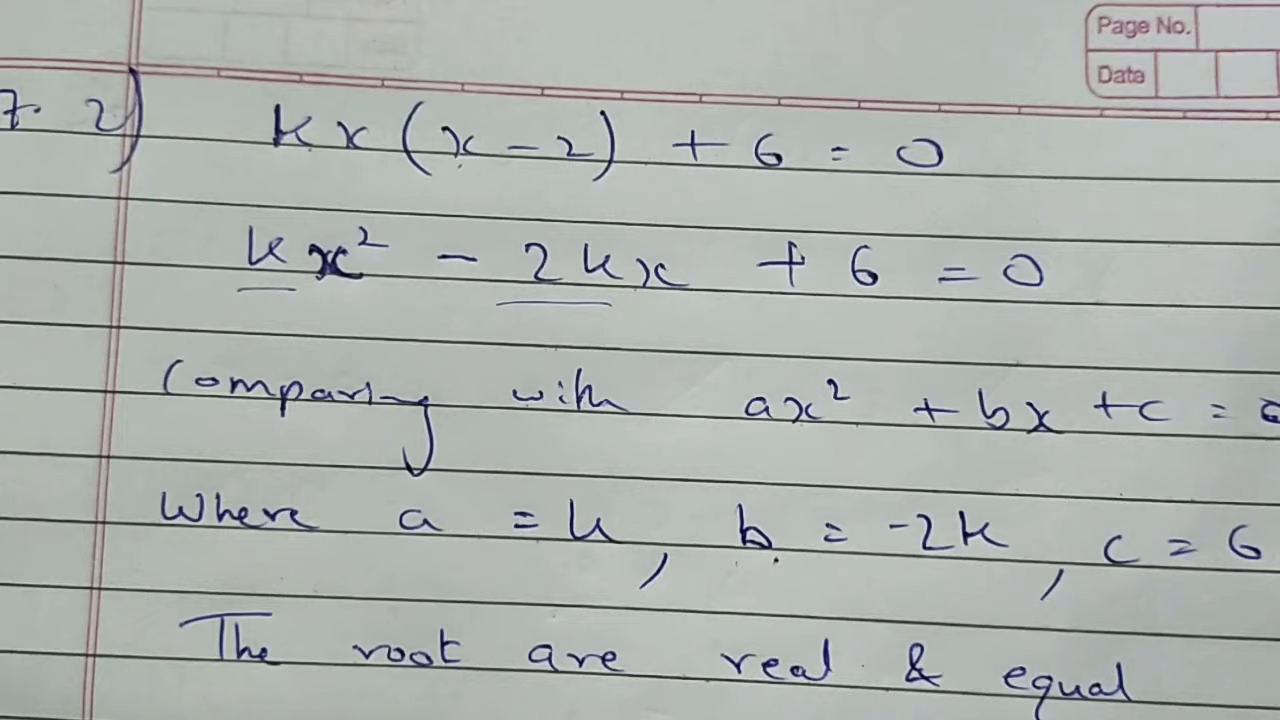 Page No.
Date
7. 2) kx(x-2) + 6 = 0
kx² - 2kx + 6 = 0
Comparing with ax² + bx + c = 0
Where a = k, b = -2k, c = 6
The root are real & equal